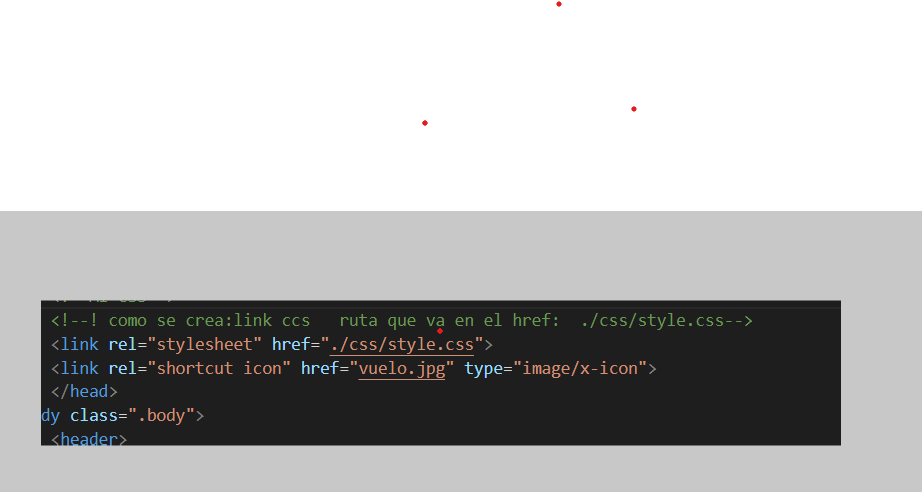 <!--! como se crea:link ccs   ruta que va en el href:  ./css/style.css-->
<link rel="stylesheet" href="./css/style.css">
<link rel="shortcut icon" href="vuelo.jpg" type="image/x-icon">
</head>
dy class=".body">
<header>